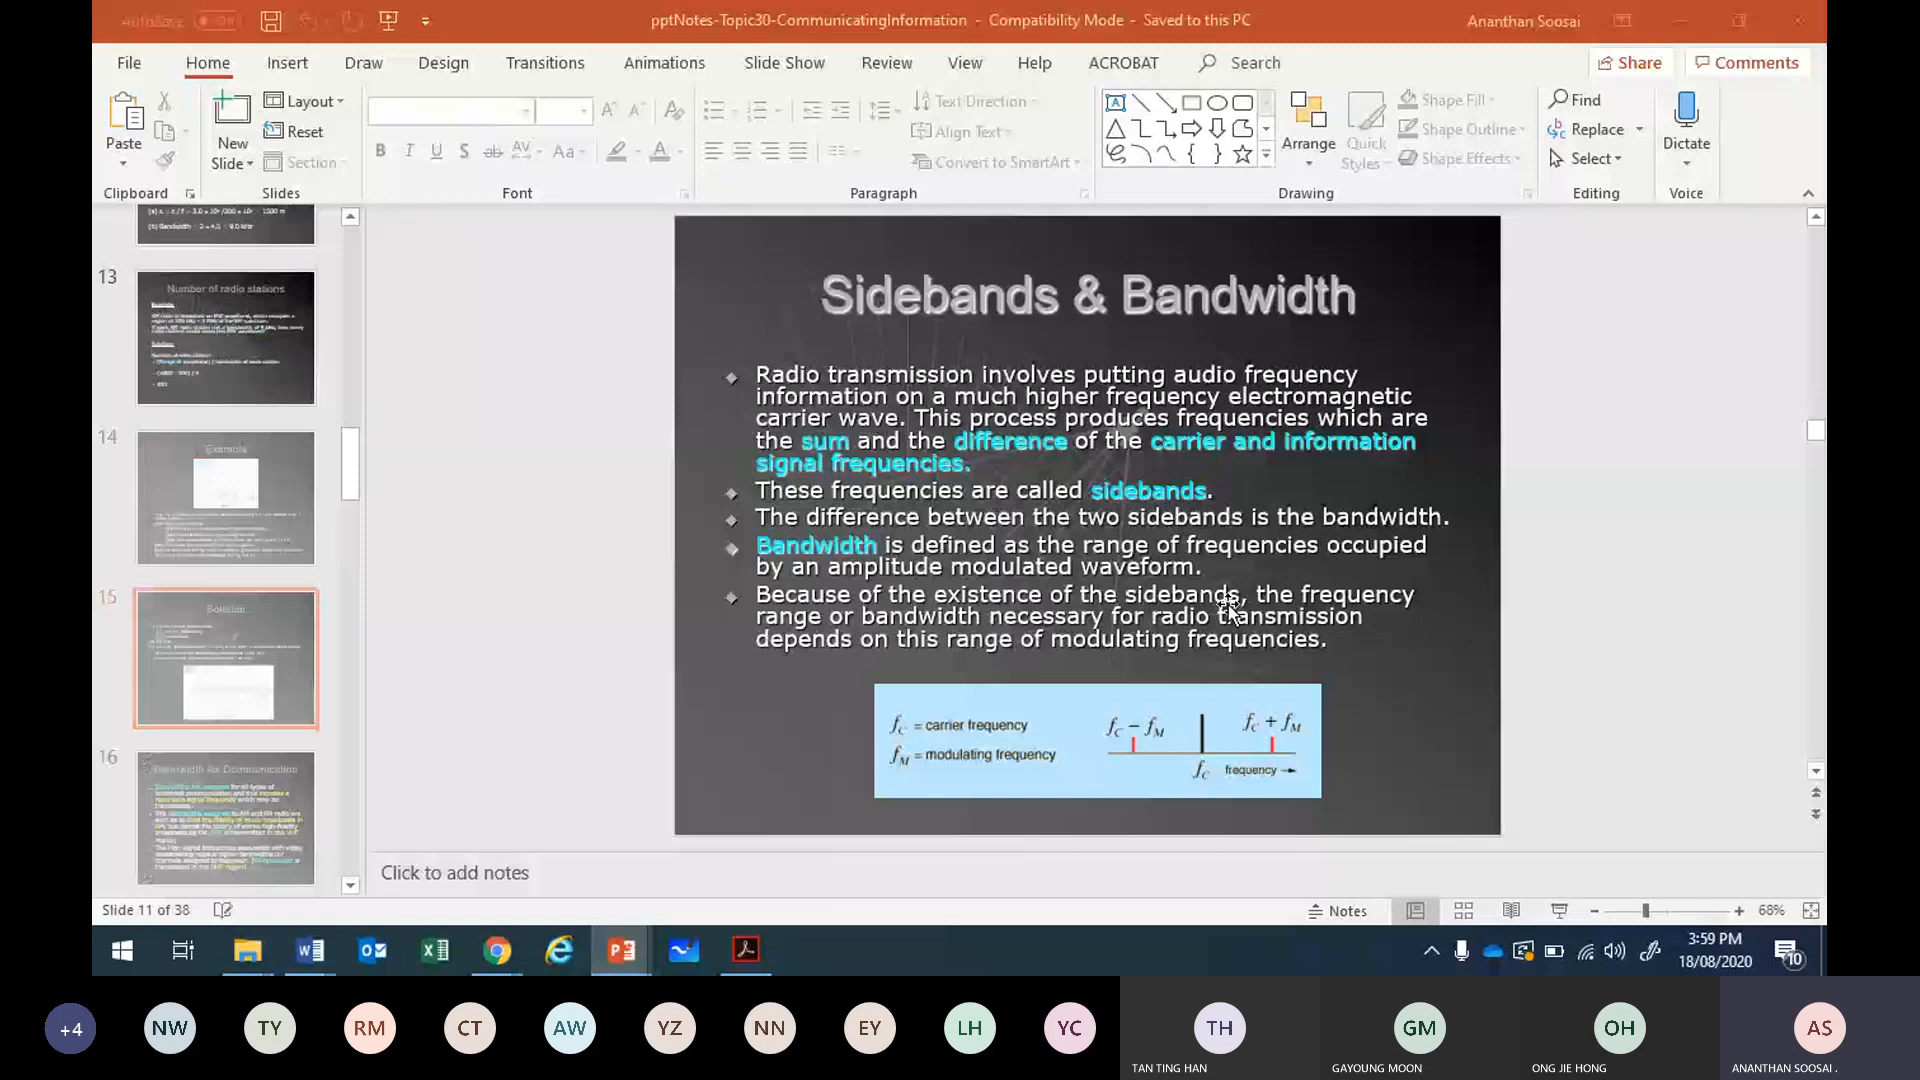 AutoSave Off
pptNotes-Topic30-CommunicatingInformation - Compatibility Mode - Saved to this PC
Ananthan Soosai
File Home Insert Draw Design Transitions Animations Slide Show Review View Help ACROBAT Search
Share Comments
Paste
New Slide
Layout
Reset
Section
Text Direction
Align Text
Convert to SmartArt
Arrange
Quick Styles
Shape Fill
Shape Outline
Shape Effects
Find
Replace
Select
Dictate
Clipboard Slides Font Paragraph Drawing Editing Voice
13
Number of radio stations
14
Example
15
Solution
16
Bandwidth for Communication
Sidebands & Bandwidth
Radio transmission involves putting audio frequency
information on a much higher frequency electromagnetic
carrier wave. This process produces frequencies which are
the sum and the difference of the carrier and information
signal frequencies.
These frequencies are called sidebands.
The difference between the two sidebands is the bandwidth.
Bandwidth is defined as the range of frequencies occupied
by an amplitude modulated waveform.
Because of the existence of the sidebands, the frequency
range or bandwidth necessary for radio transmission
depends on this range of modulating frequencies.
fC = carrier frequency
fM = modulating frequency
fC − fM
fC + fM
fC frequency
Click to add notes
Slide 11 of 38
Notes
68%
3:59 PM
18/08/2020
10
+4 NW TY RM CT AW YZ NN EY LH YC TH GM OH AS
TAN TING HAN GAYOUNG MOON ONG JIE HONG ANANTHAN SOOSAI .